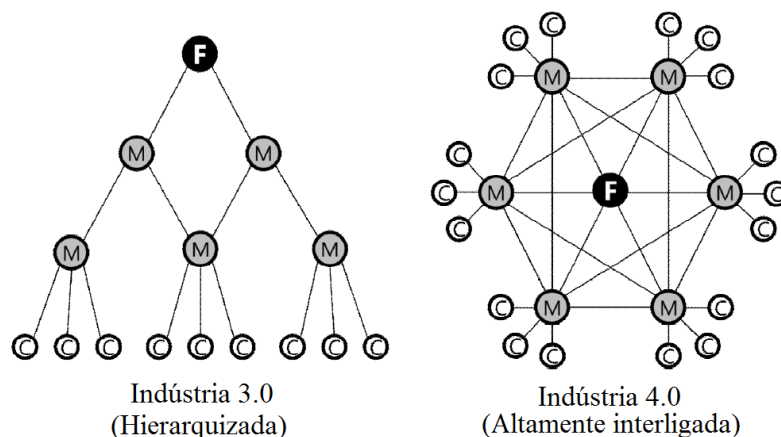 F
C C
C C
C C
M M
M M
C C
C M F M C
C C
M M M
M M
C C
C C
C C
C C C C C C C C C
Indústria 3.0
(Hierarquizada)
Indústria 4.0
(Altamente interligada)